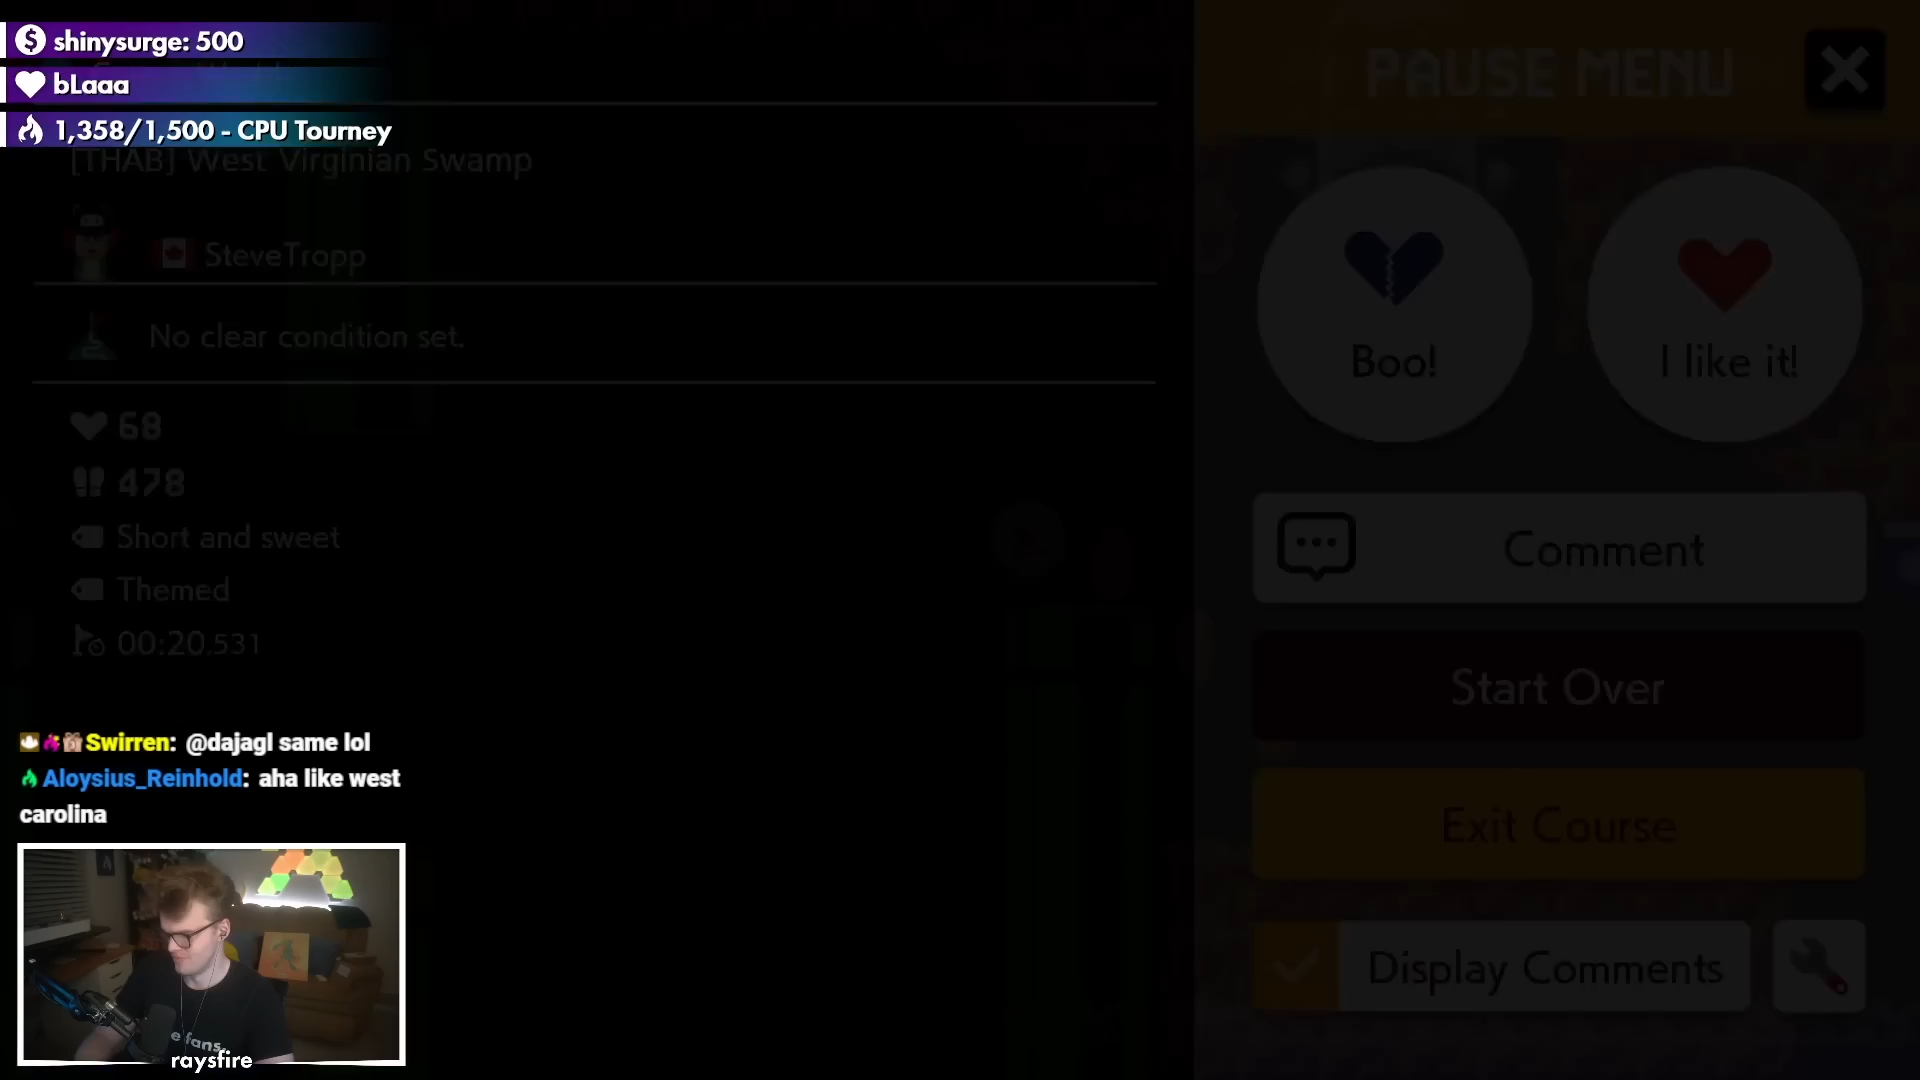 shinysurge: 500
bLaaa
1,358/1,500 - CPU Tourney
[THAB] West Virginian Swamp
SteveTropp
No clear condition set.
68
478
Short and sweet
Themed
00:20.531
Swirren: @dajagl same lol
Aloysius_Reinhold: aha like west
carolina
e fans.
raysfire
PAUSE MENU
Boo!
I like it!
Comment
Start Over
Exit Course
Display Comments